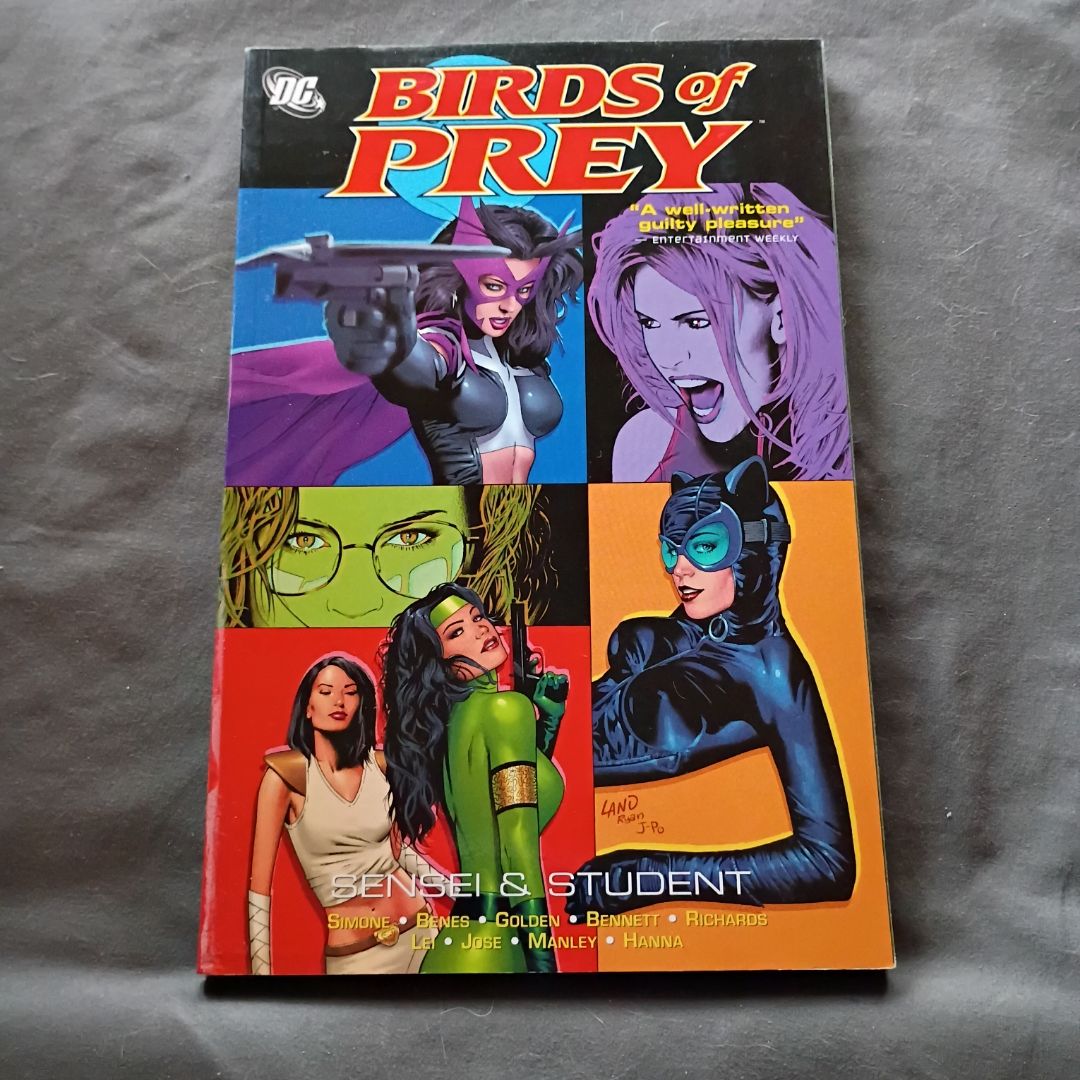 DC
BIRDS of
PREY™
"A well-written
guilty pleasure"
— ENTERTAINMENT WEEKLY
LAND
Ryan
J-Po
SENSEI & STUDENT
SIMONE • BENES • GOLDEN • BENNETT • RICHARDS
LEI • JOSE • MANLEY • HANNA